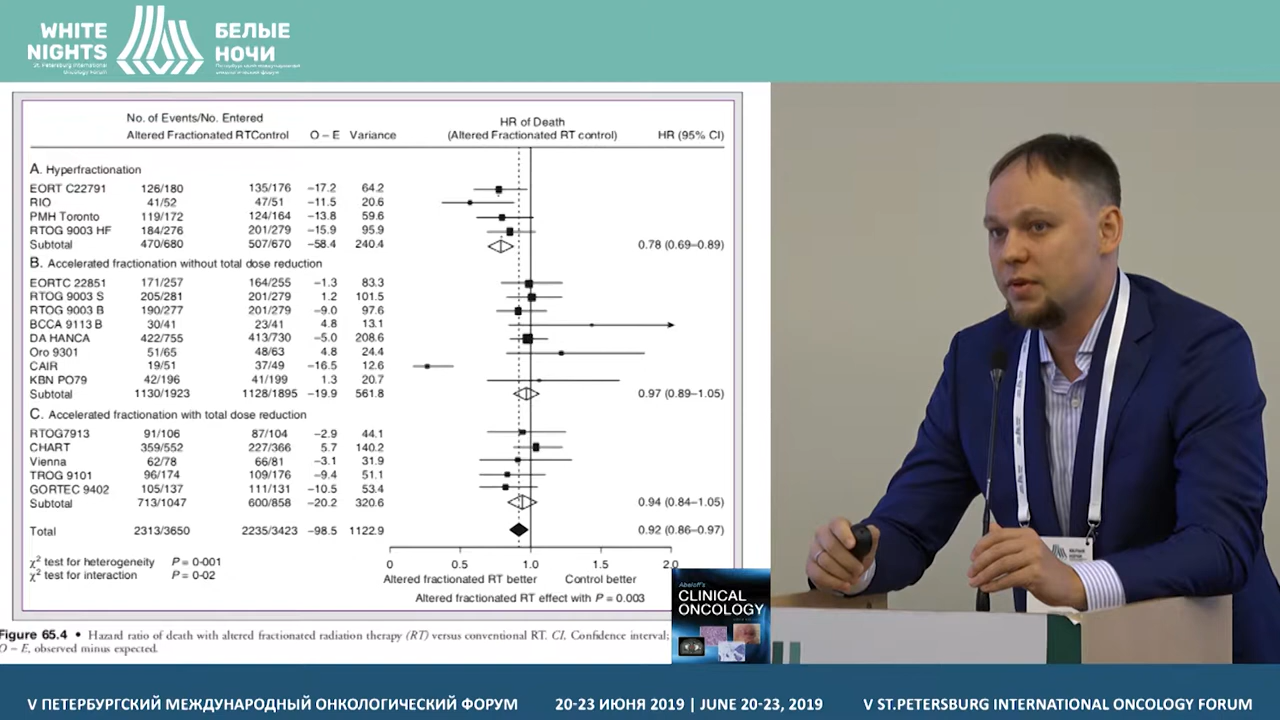 WHITE
NIGHTS
St. Petersburg International
Oncology Forum
БЕЛЫЕ
НОЧИ
Петербургский международный
онкологический форум
No. of Events/No. Entered
HR of Death
Altered Fractionated RTControl O – E Variance (Altered Fractionated RT control) HR (95% CI)
A. Hyperfractionation
EORT C22791 126/180 135/176 –17.2 64.2
RIO 41/52 47/51 –11.5 20.6
PMH Toronto 119/172 124/164 –13.8 59.6
RTOG 9003 HF 184/276 201/279 –15.9 95.9
Subtotal 470/680 507/670 –58.4 240.4 0.78 (0.69–0.89)
B. Accelerated fractionation without total dose reduction
EORTC 22851 171/257 164/255 –1.3 83.3
RTOG 9003 S 205/281 201/279 1.2 101.5
RTOG 9003 B 190/277 201/279 –9.0 97.6
BCCA 9113 B 30/41 23/41 4.8 13.1
DA HANCA 422/755 413/730 –5.0 208.6
Oro 9301 51/65 48/63 4.8 24.4
CAIR 19/51 37/49 –16.5 12.6
KBN PO79 42/196 41/199 1.3 20.7
Subtotal 1130/1923 1128/1895 –19.9 561.8 0.97 (0.89–1.05)
C. Accelerated fractionation with total dose reduction
RTOG7913 91/106 87/104 –2.9 44.1
CHART 359/552 227/366 5.7 140.2
Vienna 62/78 66/81 –3.1 31.9
TROG 9101 96/174 109/176 –9.4 51.1
GORTEC 9402 105/137 111/131 –10.5 53.4
Subtotal 713/1047 600/858 –20.2 320.6 0.94 (0.84–1.05)
Total 2313/3650 2235/3423 –98.5 1122.9 0.92 (0.86–0.97)
χ2 test for heterogeneity P = 0·001
χ2 test for interaction P = 0·02
0 0.5 1.0 1.5 2.0
Altered fractionated RT better Control better
Altered fractionated RT effect with P = 0.003
Figure 65.4 • Hazard ratio of death with altered fractionated radiation therapy (RT) versus conventional RT. CI. Confidence interval;
O – E, observed minus expected.
Abeloff's
CLINICAL
ONCOLOGY
БЕЛЫЕ
НОЧИ
V ПЕТЕРБУРГСКИЙ МЕЖДУНАРОДНЫЙ ОНКОЛОГИЧЕСКИЙ ФОРУМ 20-23 ИЮНЯ 2019 | JUNE 20-23, 2019 V ST.PETERSBURG INTERNATIONAL ONCOLOGY FORUM